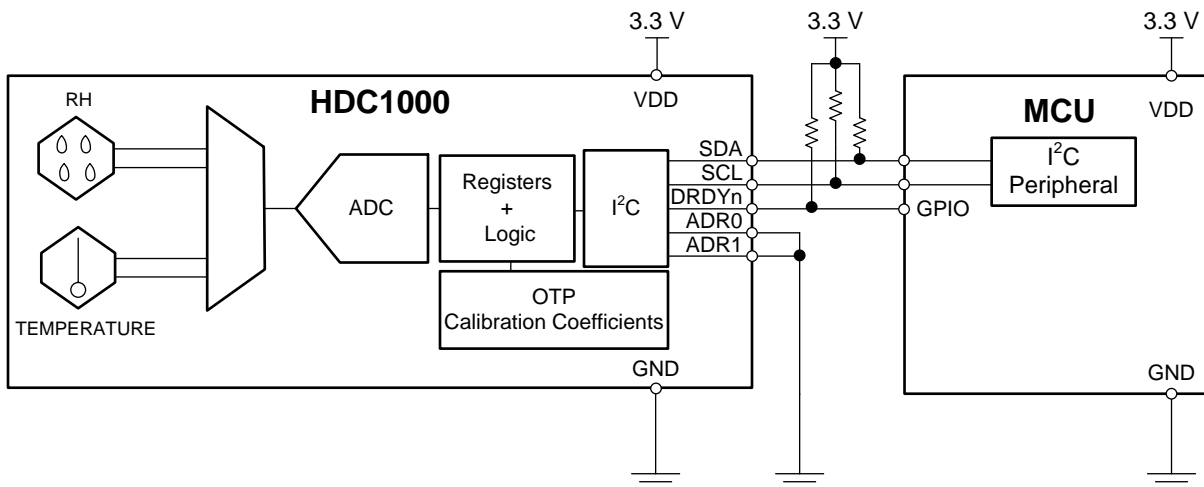 3.3 V
3.3 V
3.3 V
HDC1000
VDD
RH
TEMPERATURE
ADC
Registers
+
Logic
I²C
OTP
Calibration Coefficients
SDA
SCL
DRDYn
ADR0
ADR1
GND
MCU
VDD
I²C
Peripheral
GPIO
GND